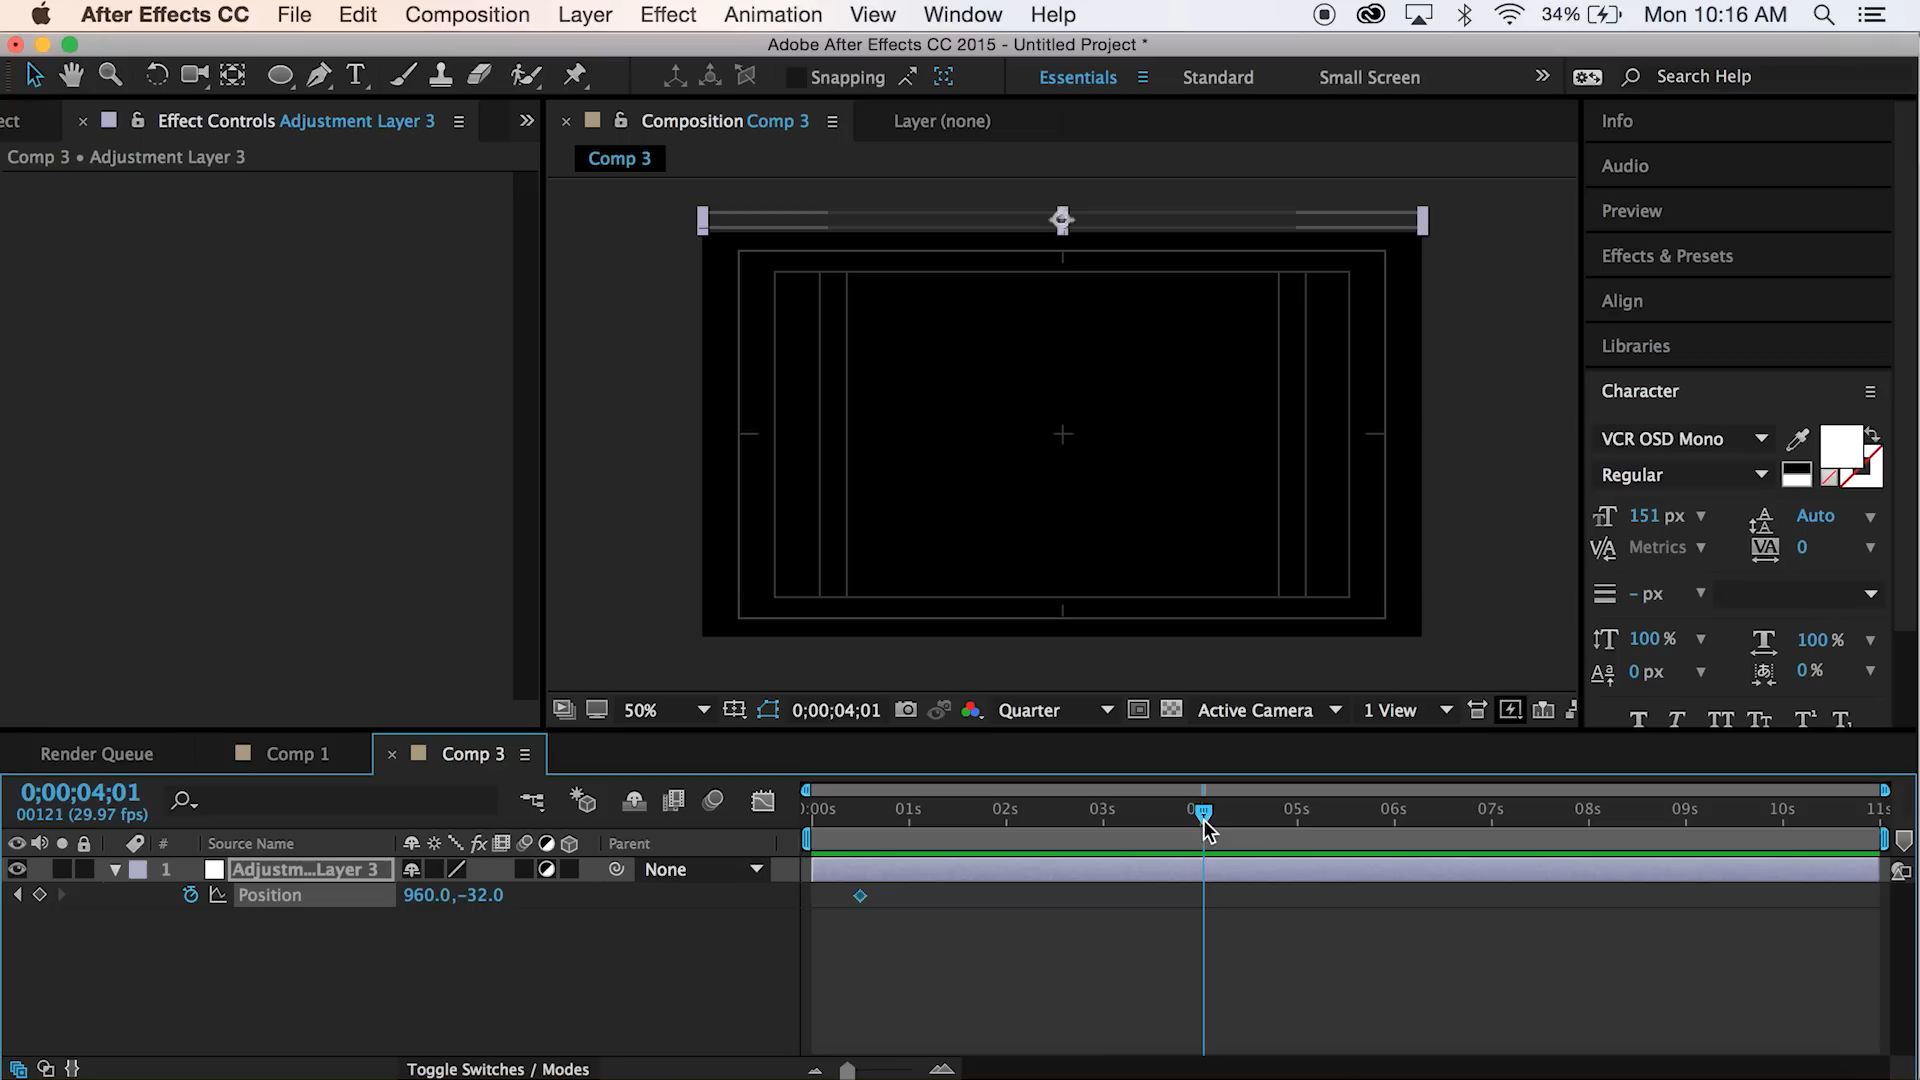 After Effects CC File Edit Composition Layer Effect Animation View Window Help 34% Mon 10:16 AM
Adobe After Effects CC 2015 - Untitled Project *
Snapping Essentials Standard Small Screen Search Help
ect Effect Controls Adjustment Layer 3 Composition Comp 3 Layer (none) Info
Comp 3 • Adjustment Layer 3 Comp 3
Audio
Preview
Effects & Presets
Align
Libraries
Character
VCR OSD Mono
Regular
151 px Auto
Metrics 0
- px
100 % 100 %
0 px 0 %
50% 0;00;04;01 Quarter Active Camera 1 View
Render Queue Comp 1 Comp 3
0;00;04;01
00121 (29.97 fps)
):00s 01s 02s 03s 0 05s 06s 07s 08s 09s 10s 11s
# Source Name fx Parent
1 Adjustm...Layer 3 None
Position 960.0,-32.0
Toggle Switches / Modes